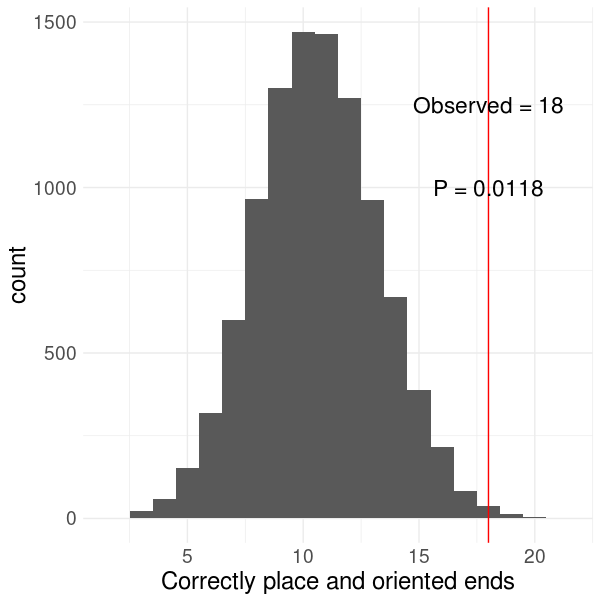 1500
1000
500
0
count
Observed = 18
P = 0.0118
5 10 15 20
Correctly place and oriented ends